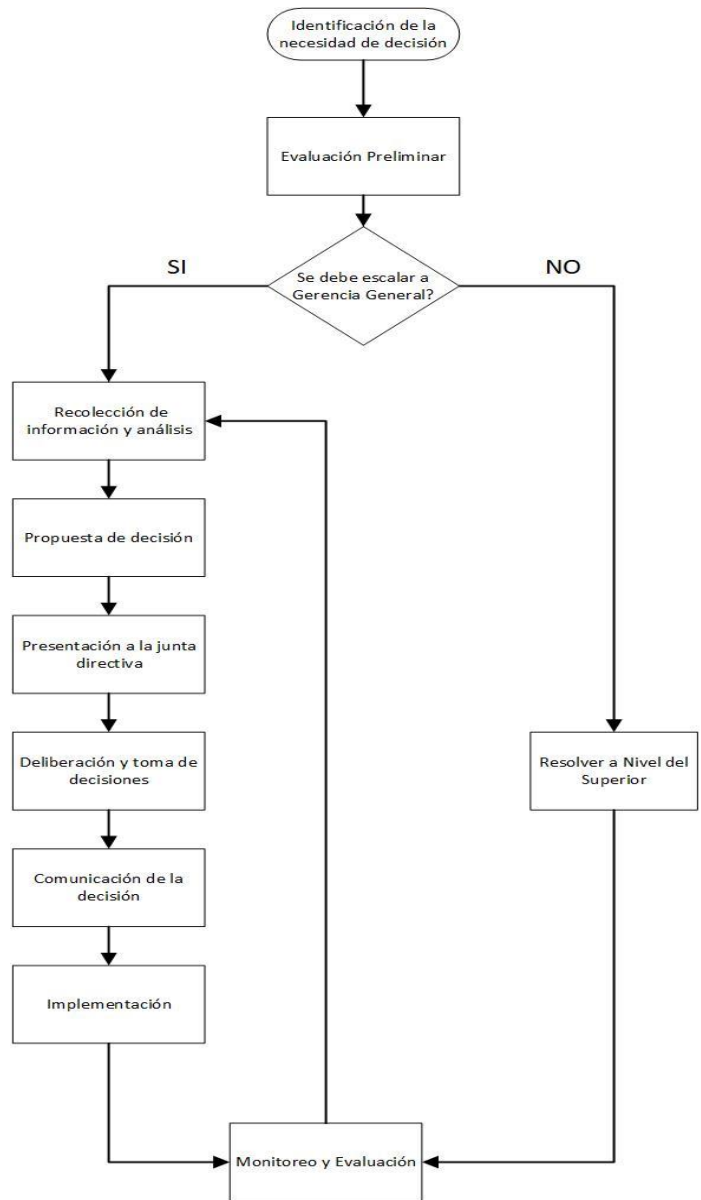 Identificación de la
necesidad de decisión
Evaluación Preliminar
Se debe escalar a
Gerencia General?
SI
NO
Recolección de
información y análisis
Propuesta de decisión
Presentación a la junta
directiva
Deliberación y toma de
decisiones
Resolver a Nivel del
Superior
Comunicación de la
decisión
Implementación
Monitoreo y Evaluación